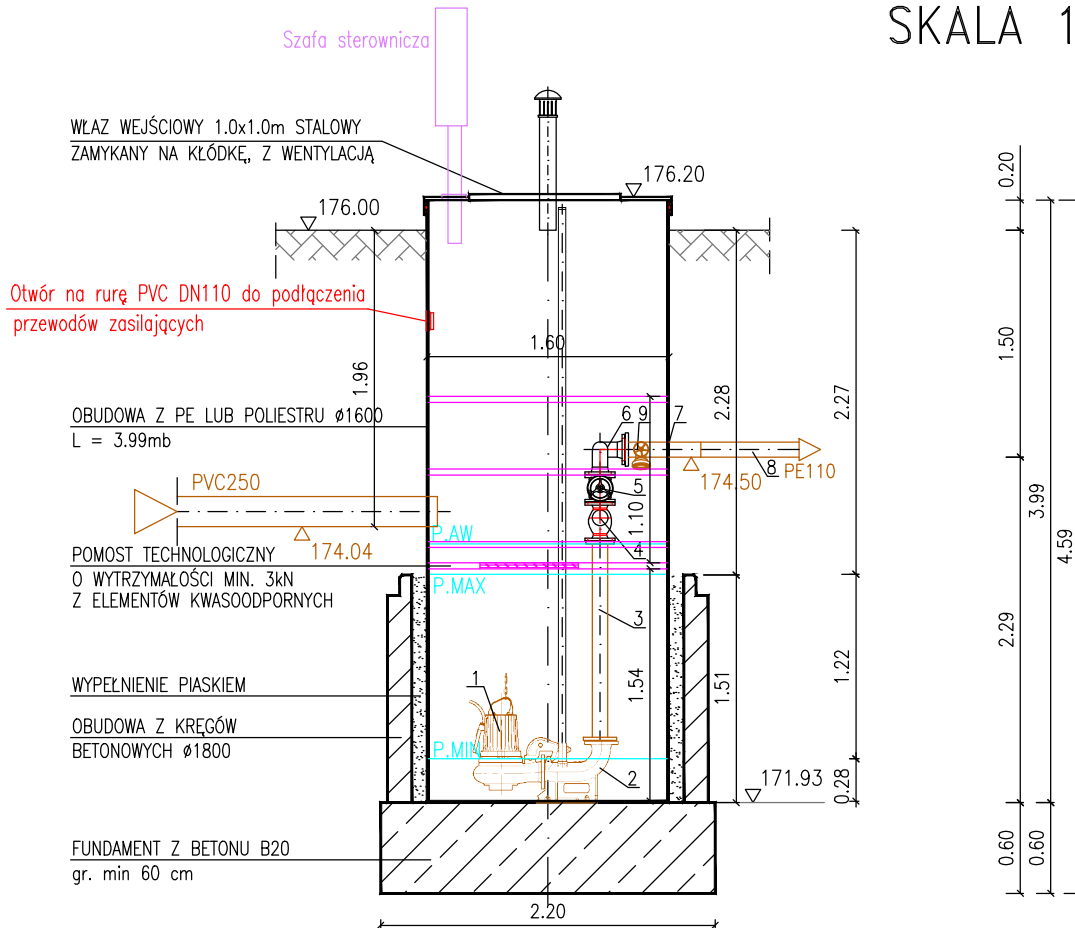 SKALA 1
Szafa sterownicza
WŁAZ WEJŚCIOWY 1.0x1.0m STALOWY
ZAMYKANY NA KŁÓDKĘ, Z WENTYLACJĄ
176.20
0.20
176.00
Otwór na rurę PVC DN110 do podłączenia
przewodów zasilających
1.60
1.96
1.50
2.28
2.27
OBUDOWA Z PE LUB POLIESTRU ø1600
L = 3.99mb
6
9
7
8
PE110
174.50
PVC250
5
1.10
3.99
4.59
P.AW
174.04
4
POMOST TECHNOLOGICZNY
O WYTRZYMAŁOŚCI MIN. 3kN
Z ELEMENTÓW KWASOODPORNYCH
P.MAX
3
2.29
1.22
1.54
1.51
WYPEŁNIENIE PIASKIEM
1
OBUDOWA Z KRĘGÓW
BETONOWYCH ø1800
P.MIN
2
171.93
0.28
FUNDAMENT Z BETONU B20
gr. min 60 cm
0.60
0.60
2.20